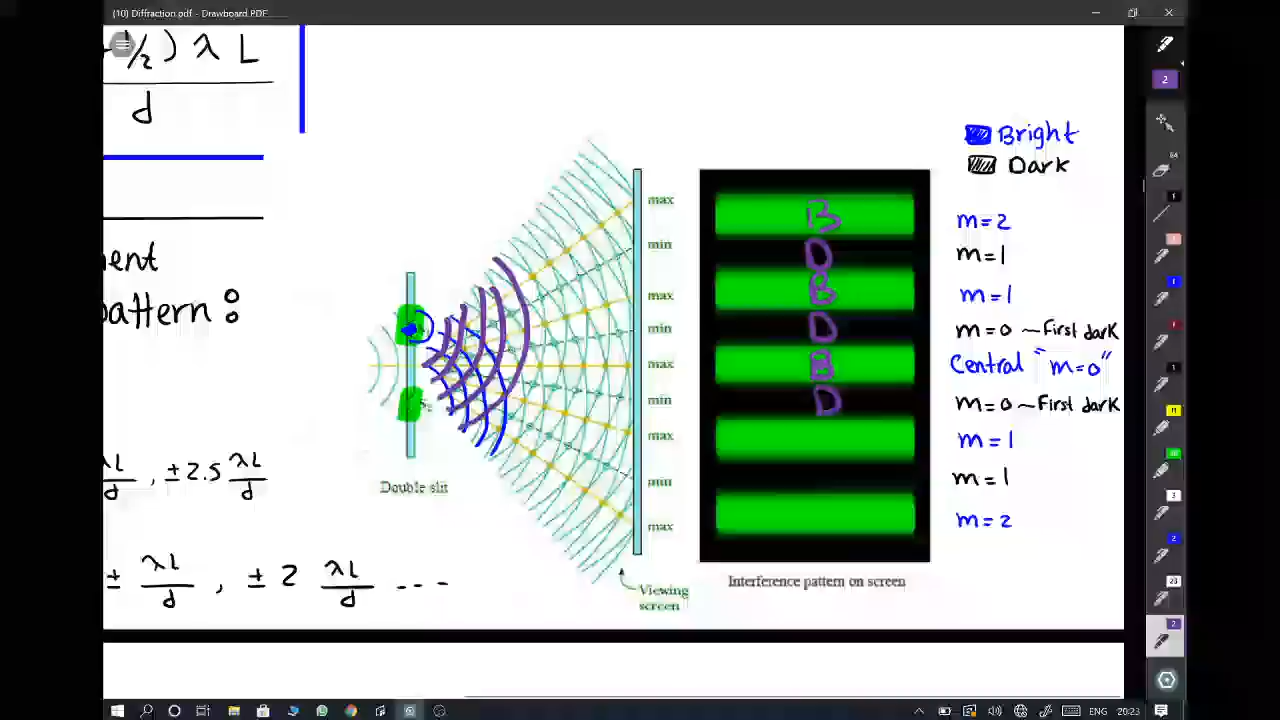 (10) Diffraction.pdf - Drawboard PDF
½) λ L
d
Bright
Dark
max
B
m=2
min
D
m=1
ment
max
B
m=1
pattern :
min
D
m=0 ~ First dark
max
B
Central "m=0"
S₂
min
D
m=0 ~ First dark
max
m=1
λL/d , ±2.5 λL/d
min
m=1
Double slit
max
m=2
± λL/d , ±2 λL/d ---
Viewing
screen
Interference pattern on screen
ENG 20:23